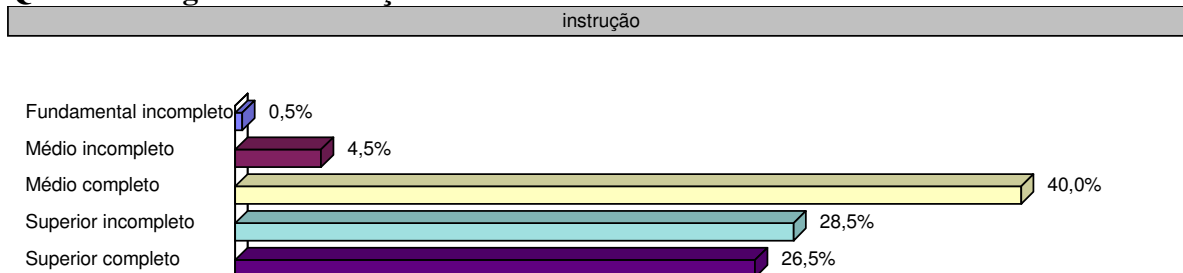 instrução
Fundamental incompleto 0,5%
Médio incompleto 4,5%
Médio completo 40,0%
Superior incompleto 28,5%
Superior completo 26,5%